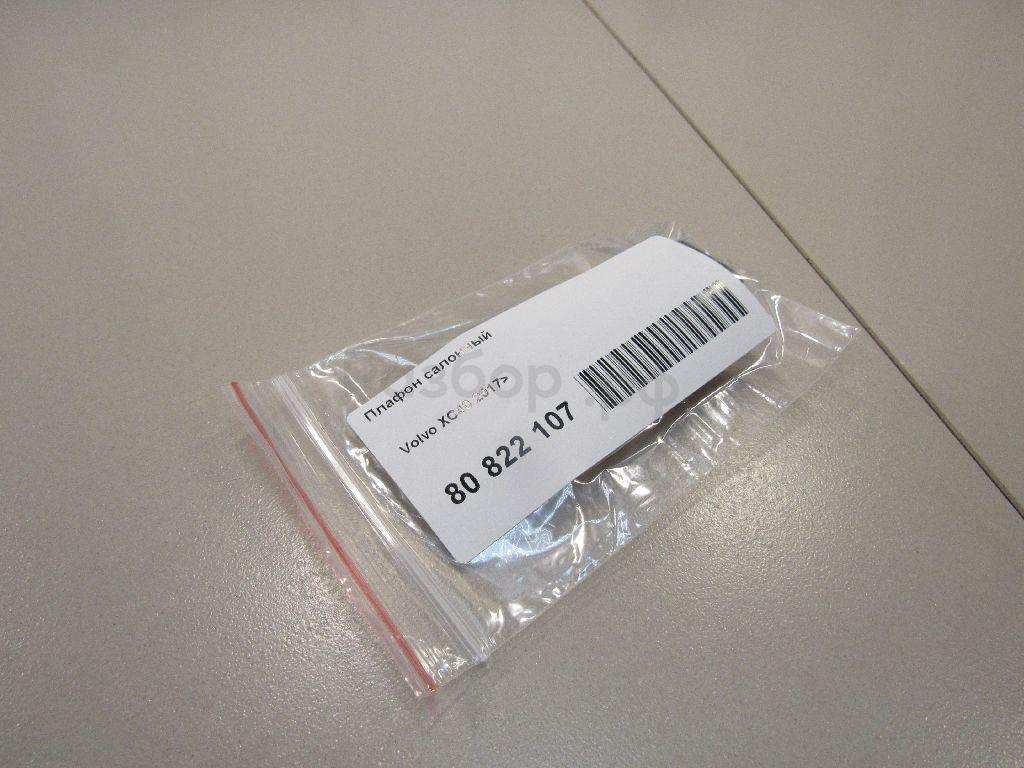 Плафон салонный
Volvo XC40 2017>
80 822 107